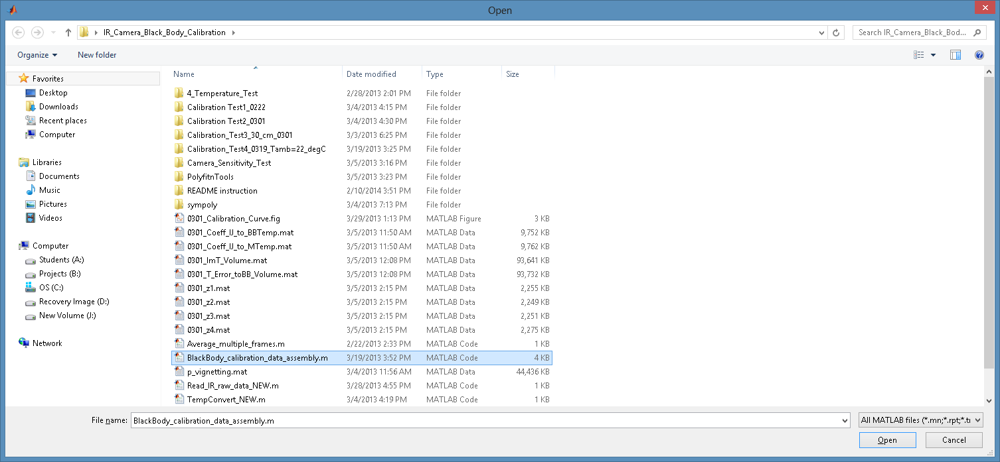 Open
IR_Camera_Black_Body_Calibration
Search IR_Camera_Black_Bod...
Organize New folder
Name Date modified Type Size
Favorites
Desktop
Downloads
Recent places
Computer
Libraries
Documents
Music
Pictures
Videos
Computer
Students (A:)
Projects (B:)
OS (C:)
Recovery Image (D:)
New Volume (J:)
Network
4_Temperature_Test 2/28/2013 2:01 PM File folder
Calibration Test1_0222 3/4/2013 4:15 PM File folder
Calibration Test2_0301 3/4/2013 4:30 PM File folder
Calibration_Test3_30_cm_0301 3/3/2013 6:25 PM File folder
Calibration_Test4_0319_Tamb=22_degC 3/19/2013 3:25 PM File folder
Camera_Sensitivity_Test 3/5/2013 3:16 PM File folder
PolyfitnTools 3/5/2013 3:23 PM File folder
README instruction 2/10/2014 3:51 PM File folder
sympoly 3/4/2013 7:13 PM File folder
0301_Calibration_Curve.fig 3/29/2013 1:13 PM MATLAB Figure 3 KB
0301_Coeff_IJ_to_BBTemp.mat 3/5/2013 11:50 AM MATLAB Data 9,752 KB
0301_Coeff_IJ_to_MTemp.mat 3/5/2013 11:50 AM MATLAB Data 9,762 KB
0301_ImT_Volume.mat 3/5/2013 12:08 PM MATLAB Data 93,641 KB
0301_T_Error_toBB_Volume.mat 3/5/2013 12:08 PM MATLAB Data 93,732 KB
0301_z1.mat 3/5/2013 2:15 PM MATLAB Data 2,255 KB
0301_z2.mat 3/5/2013 2:15 PM MATLAB Data 2,249 KB
0301_z3.mat 3/5/2013 2:15 PM MATLAB Data 2,251 KB
0301_z4.mat 3/5/2013 2:15 PM MATLAB Data 2,275 KB
Average_multiple_frames.m 2/22/2013 2:33 PM MATLAB Code 1 KB
BlackBody_calibration_data_assembly.m 3/19/2013 3:52 PM MATLAB Code 4 KB
p_vignetting.mat 3/4/2013 11:56 AM MATLAB Data 44,436 KB
Read_IR_raw_data_NEW.m 3/28/2013 4:55 PM MATLAB Code 1 KB
TempConvert_NEW.m 3/4/2013 4:19 PM MATLAB Code 1 KB
File name: BlackBody_calibration_data_assembly.m All MATLAB files (*.mn;*.rpt;*.tı
Open Cancel